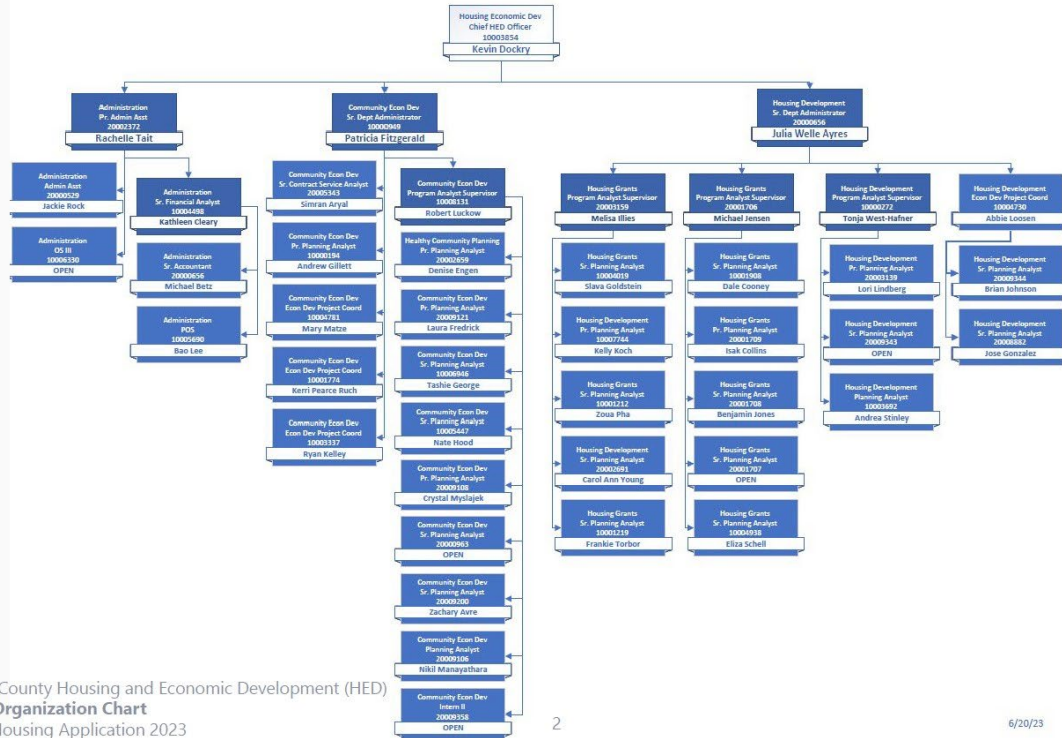 Housing Economic Dev
Chief HED Officer
10003854
Kevin Dockry
Administration
Pr. Admin Asst
20002372
Rachelle Tait
Community Econ Dev
Sr. Dept Administrator
10000949
Patricia Fitzgerald
Housing Development
Sr. Dept Administrator
20000656
Julia Welle Ayres
Administration
Admin Asst
20000529
Jackie Rock
Administration
OS III
10006330
OPEN
Administration
Sr. Financial Analyst
10004498
Kathleen Cleary
Administration
Sr. Accountant
20000656
Michael Betz
Administration
POS
10005690
Bao Lee
Community Econ Dev
Sr. Contract Service Analyst
20005343
Simran Aryal
Community Econ Dev
Pr. Planning Analyst
10000194
Andrew Gillett
Community Econ Dev
Econ Dev Project Coord
10004781
Mary Matze
Community Econ Dev
Econ Dev Project Coord
10001774
Kerri Pearce Ruch
Community Econ Dev
Econ Dev Project Coord
10003337
Ryan Kelley
Community Econ Dev
Program Analyst Supervisor
10008131
Robert Luckow
Healthy Community Planning
Pr. Planning Analyst
20002659
Denise Engen
Community Econ Dev
Pr. Planning Analyst
20009121
Laura Fredrick
Community Econ Dev
Sr. Planning Analyst
10006946
Tashie George
Community Econ Dev
Sr. Planning Analyst
10005447
Nate Hood
Community Econ Dev
Pr. Planning Analyst
20009108
Crystal Myslajek
Community Econ Dev
Sr. Planning Analyst
20000963
OPEN
Community Econ Dev
Sr. Planning Analyst
20009200
Zachary Avre
Community Econ Dev
Planning Analyst
20009106
Nikil Manayathara
Community Econ Dev
Intern II
20009358
OPEN
Housing Grants
Program Analyst Supervisor
20003159
Melisa Illies
Housing Grants
Sr. Planning Analyst
10004019
Slava Goldstein
Housing Development
Pr. Planning Analyst
10007744
Kelly Koch
Housing Grants
Sr. Planning Analyst
10001212
Zoua Pha
Housing Development
Sr. Planning Analyst
20002691
Carol Ann Young
Housing Grants
Sr. Planning Analyst
10001219
Frankie Torbor
Housing Grants
Program Analyst Supervisor
20001706
Michael Jensen
Housing Grants
Sr. Planning Analyst
10001908
Dale Cooney
Housing Grants
Pr. Planning Analyst
20001709
Isak Collins
Housing Grants
Sr. Planning Analyst
20001708
Benjamin Jones
Housing Grants
Sr. Planning Analyst
20001707
OPEN
Housing Grants
Sr. Planning Analyst
10004938
Eliza Schell
Housing Development
Program Analyst Supervisor
10000272
Tonja West-Hafner
Housing Development
Pr. Planning Analyst
20003139
Lori Lindberg
Housing Development
Sr. Planning Analyst
20009343
OPEN
Housing Development
Planning Analyst
10003692
Andrea Stinley
Housing Development
Econ Dev Project Coord
10004730
Abbie Loosen
Housing Development
Sr. Planning Analyst
20009344
Brian Johnson
Housing Development
Sr. Planning Analyst
20008882
Jose Gonzalez
County Housing and Economic Development (HED)
Organization Chart
Housing Application 2023
2
6/20/23